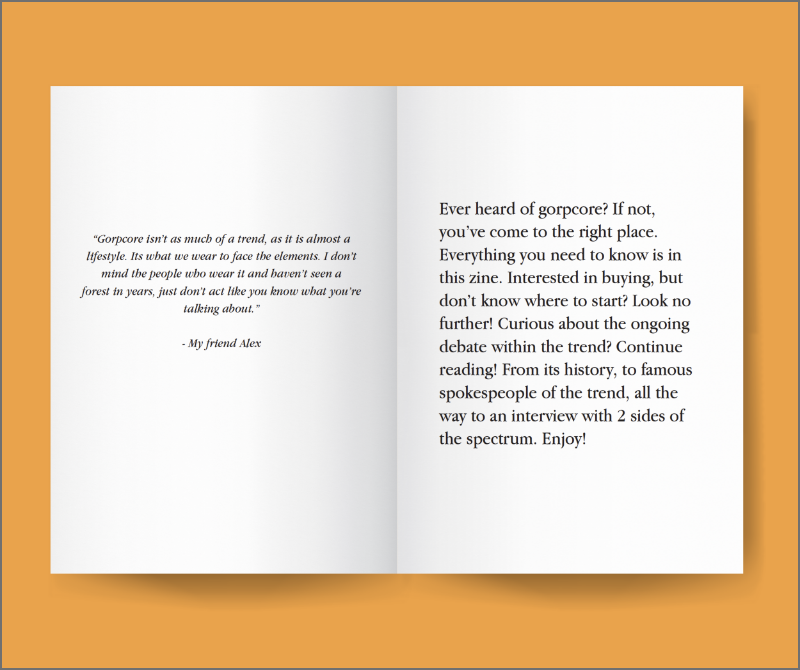 “Gorpcore isn’t as much of a trend, as it is almost a
lifestyle. Its what we wear to face the elements. I don’t
mind the people who wear it and haven’t seen a
forest in years, just don’t act like you know what you’re
talking about.”
- My friend Alex
Ever heard of gorpcore? If not,
you’ve come to the right place.
Everything you need to know is in
this zine. Interested in buying, but
don’t know where to start? Look no
further! Curious about the ongoing
debate within the trend? Continue
reading! From its history, to famous
spokespeople of the trend, all the
way to an interview with 2 sides of
the spectrum. Enjoy!